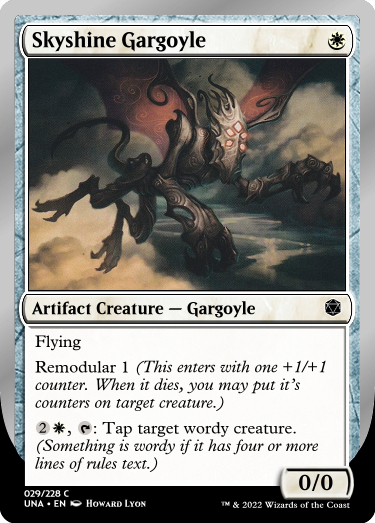 Skyshine Gargoyle
Artifact Creature — Gargoyle
Flying
Remodular 1 (This enters with one +1/+1
counter. When it dies, you may put it's
counters on target creature.)
2, : Tap target wordy creature.
(Something is wordy if it has four or more
lines of rules text.)
0/0
029/228 C
UNA • EN Howard Lyon
™ & © 2022 Wizards of the Coast